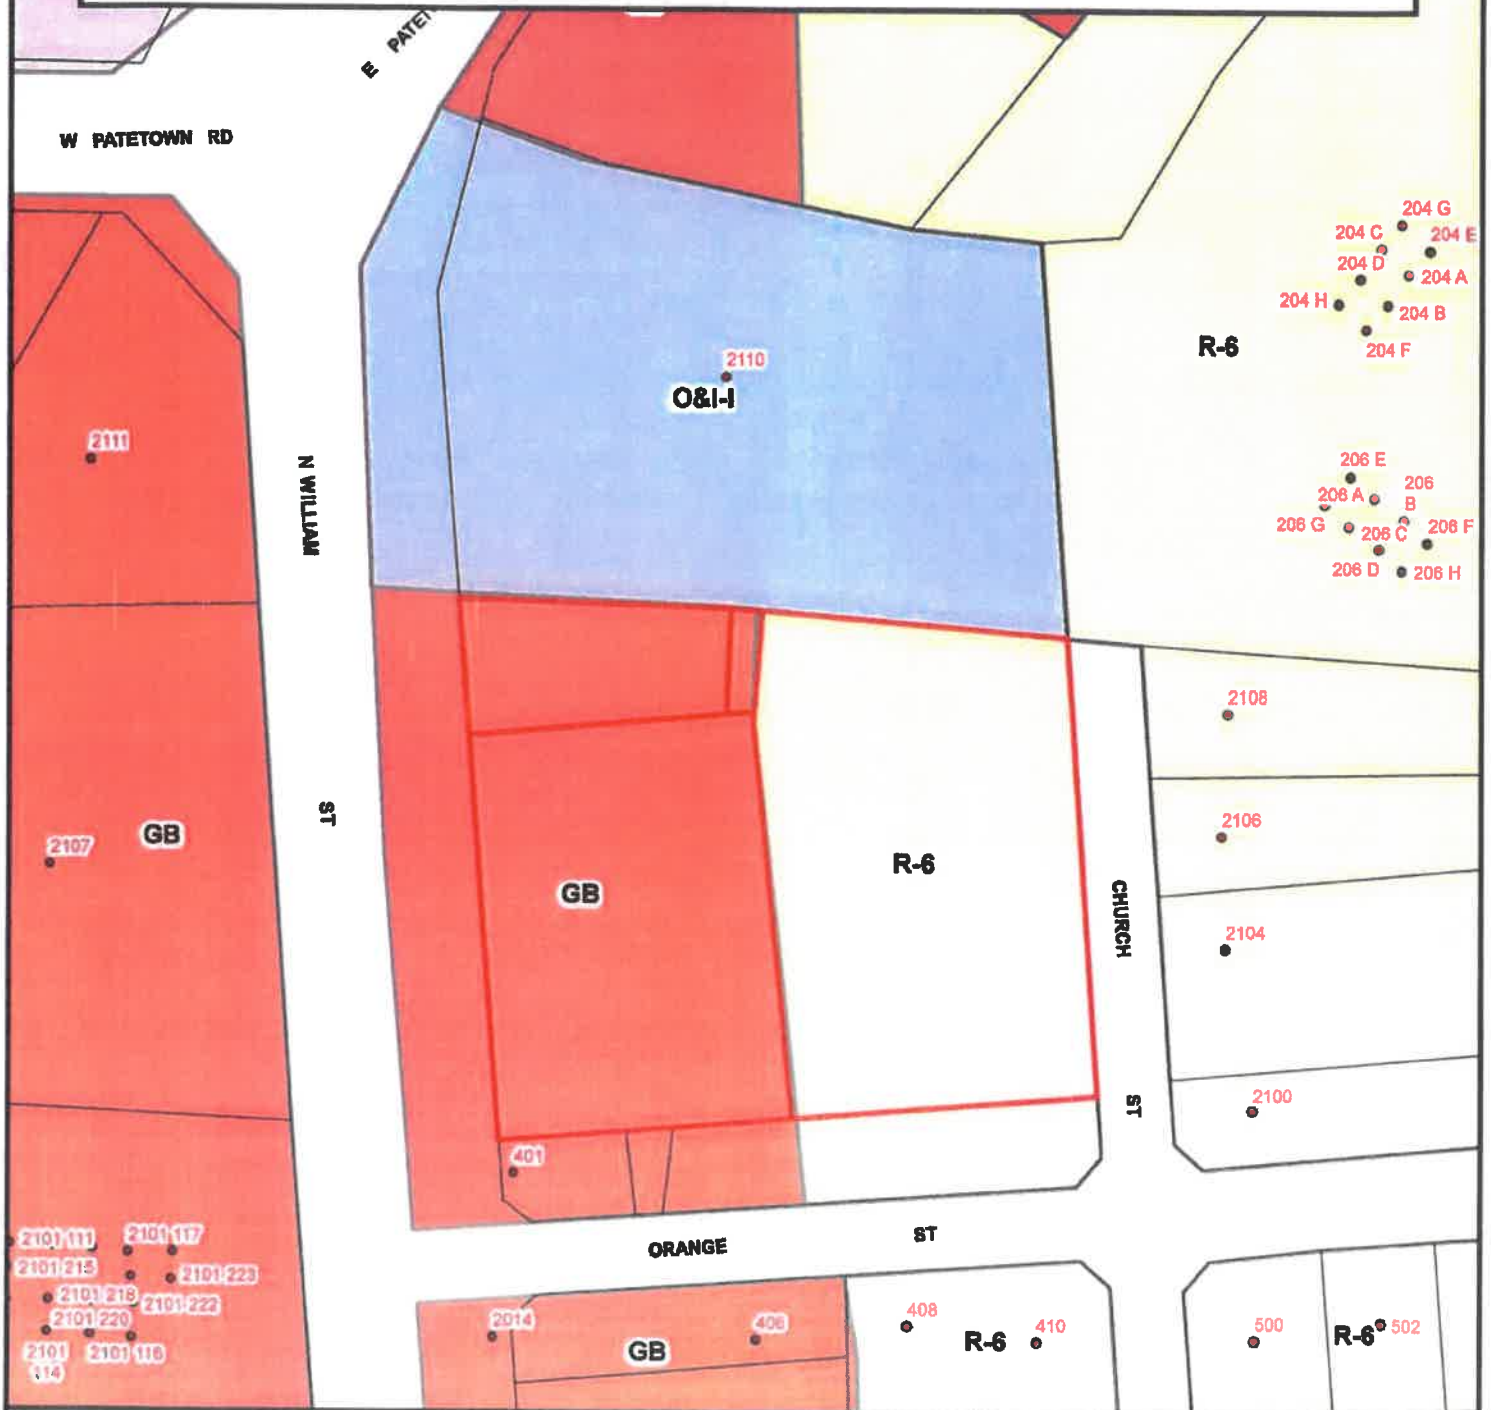 E PATET
W PATETOWN RD
204 G
204 C
204 E
204 D
204 A
204 H
204 B
204 F
R-6
2110
O&I-I
2111
N WILLIAM
206 E
206 A
206
B
206 G
206 C
206 F
206 D
206 H
2108
ST
2106
2107
GB
GB
R-6
CHURCH
2104
ST
2100
401
2101 111
2101 117
ORANGE
ST
2101 215
2101 223
2101 218
2101 222
2101 220
2101
114
2101 116
2014
406
GB
408
R-6
410
500
R-6
502